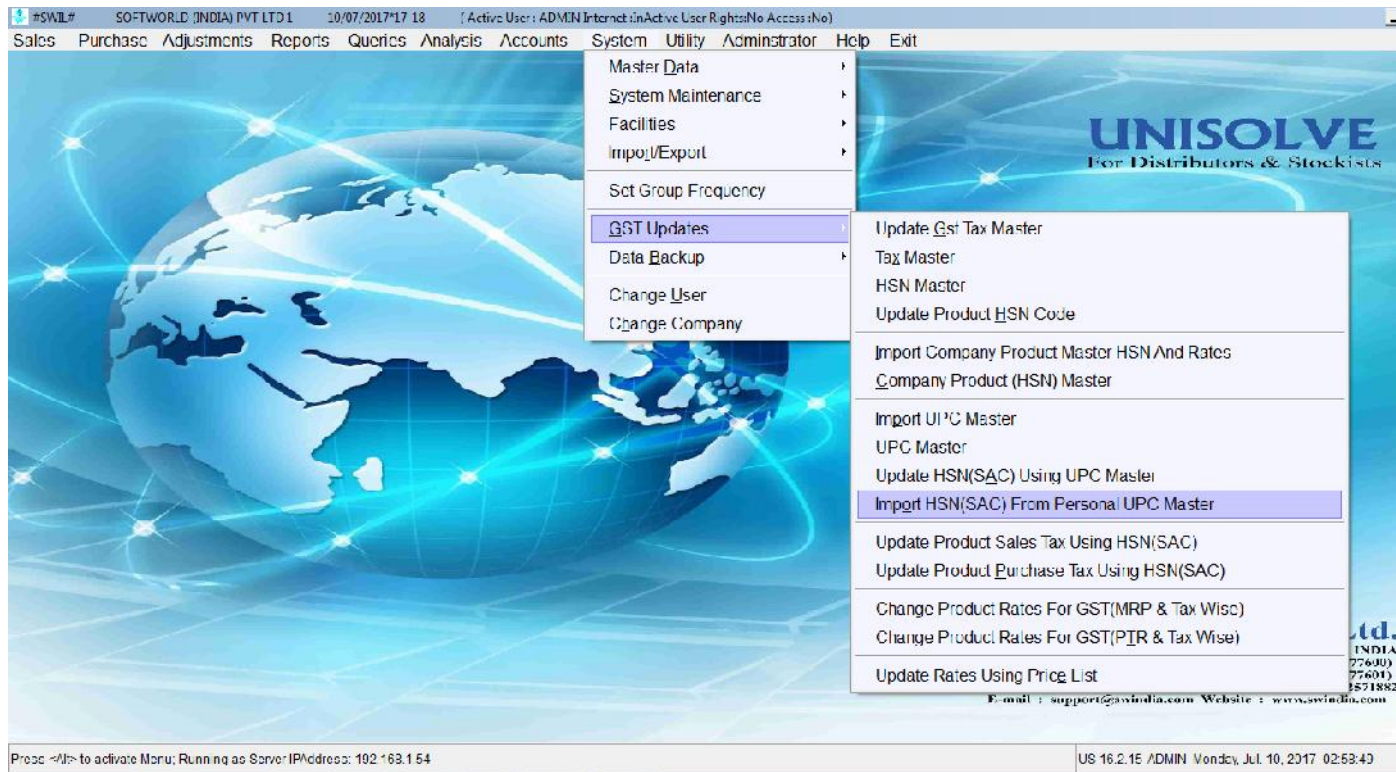 #SWIL# SOFTWORLD (INDIA) PVT LTD 1 10/07/2017*17-18 ( Active User : ADMIN Internet :InActive User Rights:No Access :No)
Sales Purchase Adjustments Reports Queries Analysis Accounts System Utility Adminstrator Help Exit
Master Data
System Maintenance
Facilities
Import/Export
Set Group Frequency
GST Updates
Data Backup
Change User
Change Company
UNISOLVE
For Distributors & Stockists
Update Gst Tax Master
Tax Master
HSN Master
Update Product HSN Code
Import Company Product Master HSN And Rates
Company Product (HSN) Master
Import UPC Master
UPC Master
Update HSN(SAC) Using UPC Master
Import HSN(SAC) From Personal UPC Master
Update Product Sales Tax Using HSN(SAC)
Update Product Purchase Tax Using HSN(SAC)
Change Product Rates For GST(MRP & Tax Wise)
Change Product Rates For GST(PTR & Tax Wise)
Update Rates Using Price List
Ltd.
INDIA
77600)
77601)
2571882
E-mail : support@swindia.com Website : www.swindia.com
Press <Alt> to activate Menu; Running as Server IPAddress: 192.168.1.54
US 16.2.15 ADMIN Monday, Jul. 10, 2017 02:58:49